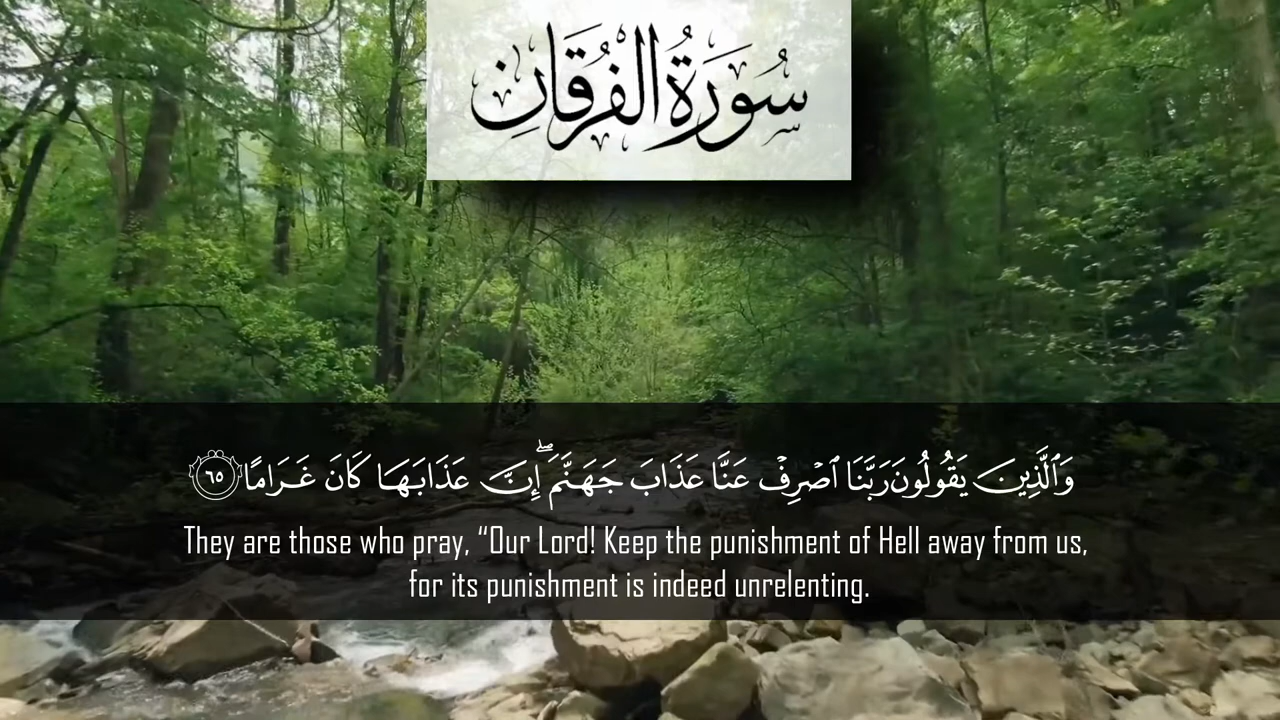 سُورَةُ الفُرقَانِ
وَٱلَّذِينَ يَقُولُونَ رَبَّنَا ٱصۡرِفۡ عَنَّا عَذَابَ جَهَنَّمَۖ إِنَّ عَذَابَهَا كَانَ غَرَامًا ٦٥
They are those who pray, “Our Lord! Keep the punishment of Hell away from us,
for its punishment is indeed unrelenting.